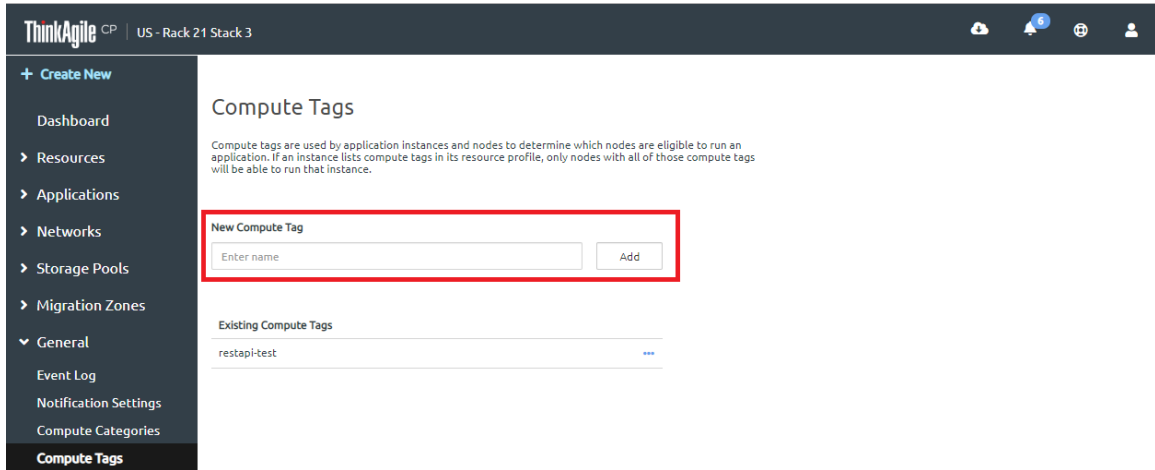 ThinkAgile CP | US - Rack 21 Stack 3
6
+ Create New
Dashboard
Resources
Applications
Networks
Storage Pools
Migration Zones
General
Event Log
Notification Settings
Compute Categories
Compute Tags
Compute Tags
Compute tags are used by application instances and nodes to determine which nodes are eligible to run an
application. If an instance lists compute tags in its resource profile, only nodes with all of those compute tags
will be able to run that instance.
New Compute Tag
Enter name
Add
Existing Compute Tags
restapi-test